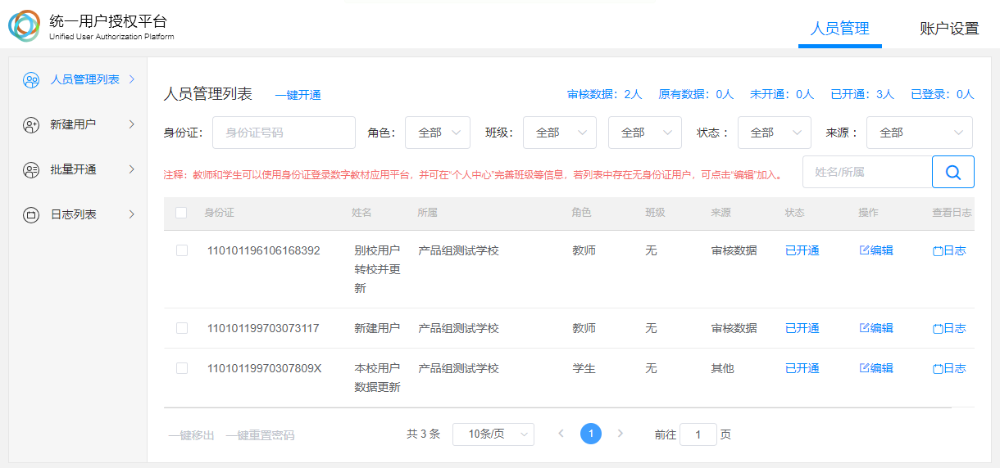 统一用户授权平台
Unified User Authorization Platform
人员管理 账户设置
人员管理列表
新建用户
批量开通
日志列表
人员管理列表 一键开通 审核数据：2人 原有数据：0人 未开通：0人 已开通：3人 已登录：0人
身份证： 身份证号码 角色： 全部 班级： 全部 全部 状态： 全部 来源： 全部
注释：教师和学生可以使用身份证登录数字教材应用平台，并可在“个人中心”完善班级等信息，若列表中存在无身份证用户，可点击“编辑”加入。 姓名/所属
身份证 姓名 所属 角色 班级 来源 状态 操作 查看日志
110101196106168392 别校用户 产品组测试学校 教师 无 审核数据 已开通 编辑 日志
转校并更
新
110101199703073117 新建用户 产品组测试学校 教师 无 审核数据 已开通 编辑 日志
11010119970307809X 本校用户 产品组测试学校 学生 无 其他 已开通 编辑 日志
数据更新
一键移出 一键重置密码 共 3 条 10条/页 1 前往 1 页